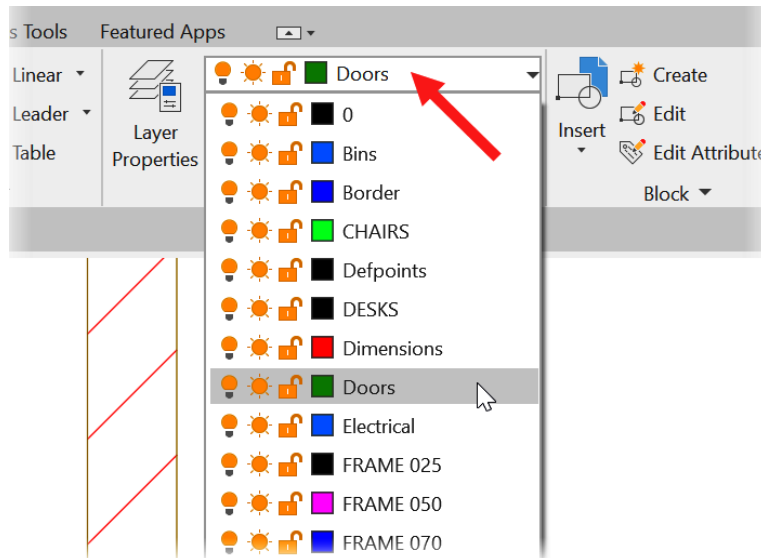 s Tools Featured Apps
Linear
Leader
Table
Layer
Properties
Doors
0
Bins
Border
CHAIRS
Defpoints
DESKS
Dimensions
Doors
Electrical
FRAME 025
FRAME 050
FRAME 070
Insert
Create
Edit
Edit Attribute
Block